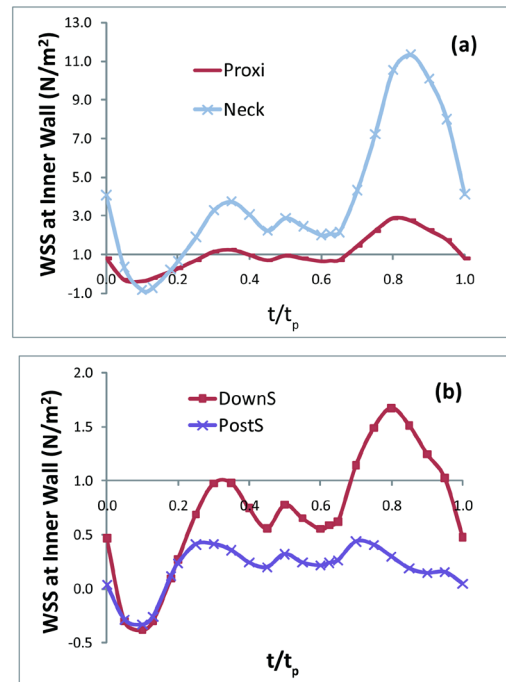 (a)
WSS at Inner Wall (N/m²)
13.0
11.0
9.0
7.0
5.0
3.0
1.0
-1.0
Proxi
Neck
0.0 0.2 0.4 0.6 0.8 1.0
t/tp
(b)
WSS at Inner Wall (N/m²)
2.0
1.5
1.0
0.5
0.0
-0.5
DownS
PostS
0.0 0.2 0.4 0.6 0.8 1.0
t/tp